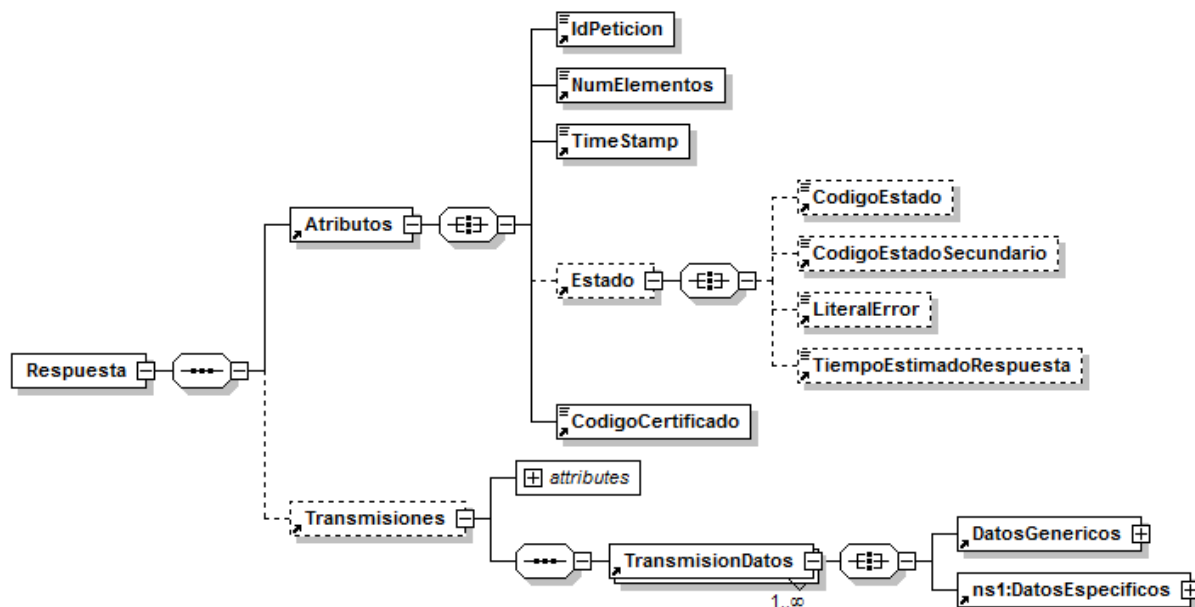 IdPeticion
NumElementos
TimeStamp
Atributos
CodigoEstado
CodigoEstadoSecundario
Estado
LiteralError
TiempoEstimadoRespuesta
Respuesta
CodigoCertificado
attributes
Transmisiones
DatosGenericos
TransmisionDatos
ns1:DatosEspecificos
1..∞